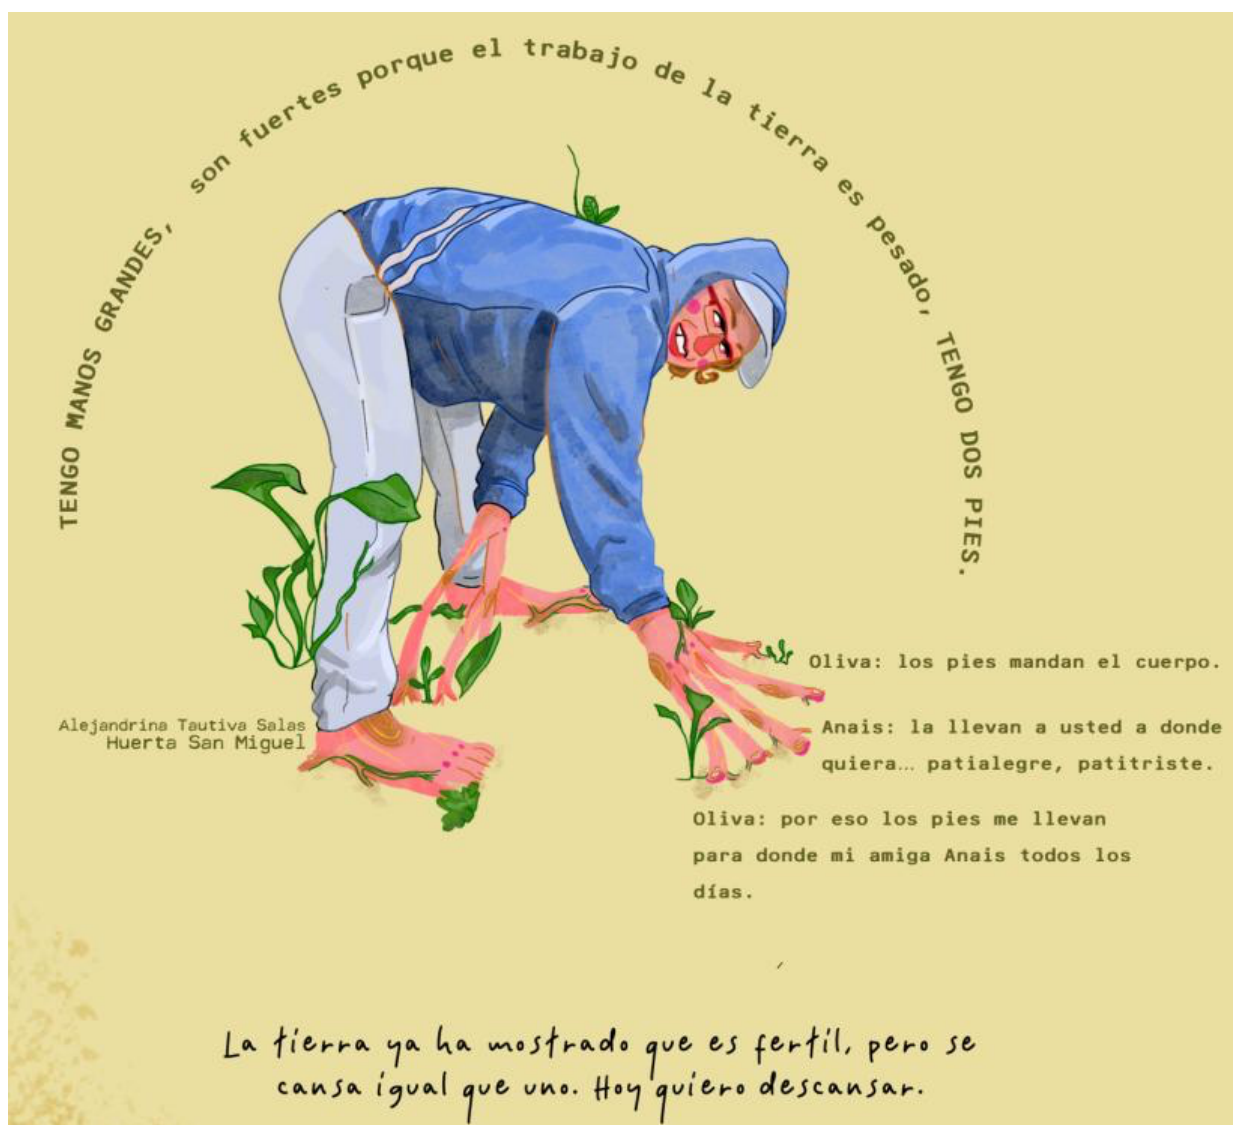 TENGO MANOS GRANDES, son fuertes porque el trabajo de la tierra es pesado, TENGO DOS PIES.
Oliva: los pies mandan el cuerpo.
Alejandrina Tautiva Salas
Huerta San Miguel
Anais: la llevan a usted a donde
quiera... patialegre, patitriste.
Oliva: por eso los pies me llevan
para donde mi amiga Anais todos los
días.
La tierra ya ha mostrado que es fertil, pero se
cansa igual que uno. Hoy quiero descansar.